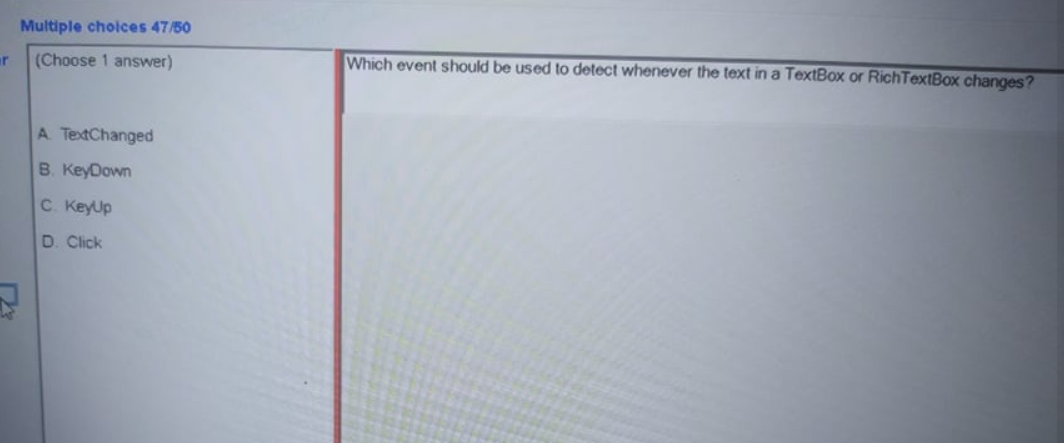 Multiple choices 47/50
(Choose 1 answer)
Which event should be used to detect whenever the text in a TextBox or RichTextBox changes?
A. TextChanged
B. KeyDown
C. KeyUp
D. Click